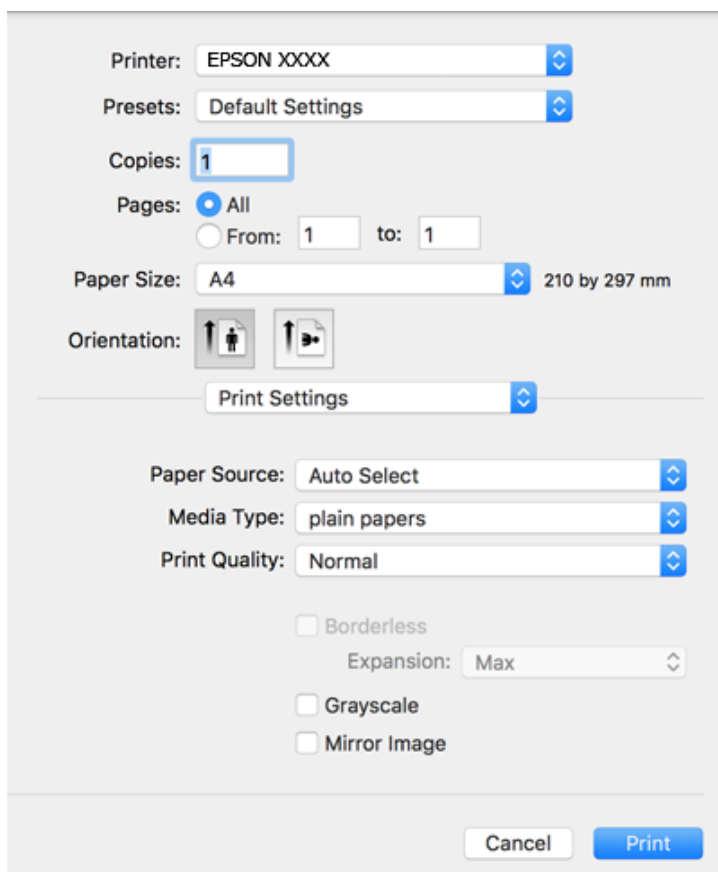 Printer: EPSON XXXX
Presets: Default Settings
Copies: 1
Pages: All
From: 1 to: 1
Paper Size: A4 210 by 297 mm
Orientation:
Print Settings
Paper Source: Auto Select
Media Type: plain papers
Print Quality: Normal
Borderless
Expansion: Max
Grayscale
Mirror Image
Cancel Print